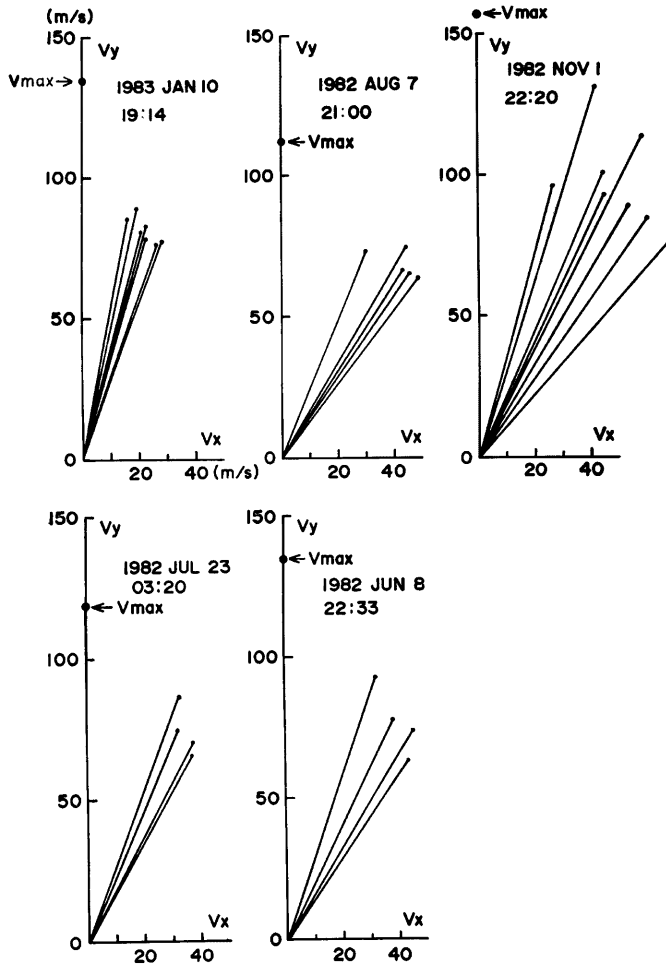 (m/s)
150
Vy
Vmax→
1983 JAN 10
19:14
100
50
0
Vx
20
40 (m/s)
150
Vy
1982 AUG 7
21:00
←Vmax
100
50
0
Vx
20
40
←Vmax
150
Vy
1982 NOV 1
22:20
100
50
0
Vx
20
40
150
Vy
1982 JUL 23
03:20
←Vmax
100
50
0
Vx
20
40
150
Vy
←Vmax
1982 JUN 8
22:33
100
50
0
Vx
20
40